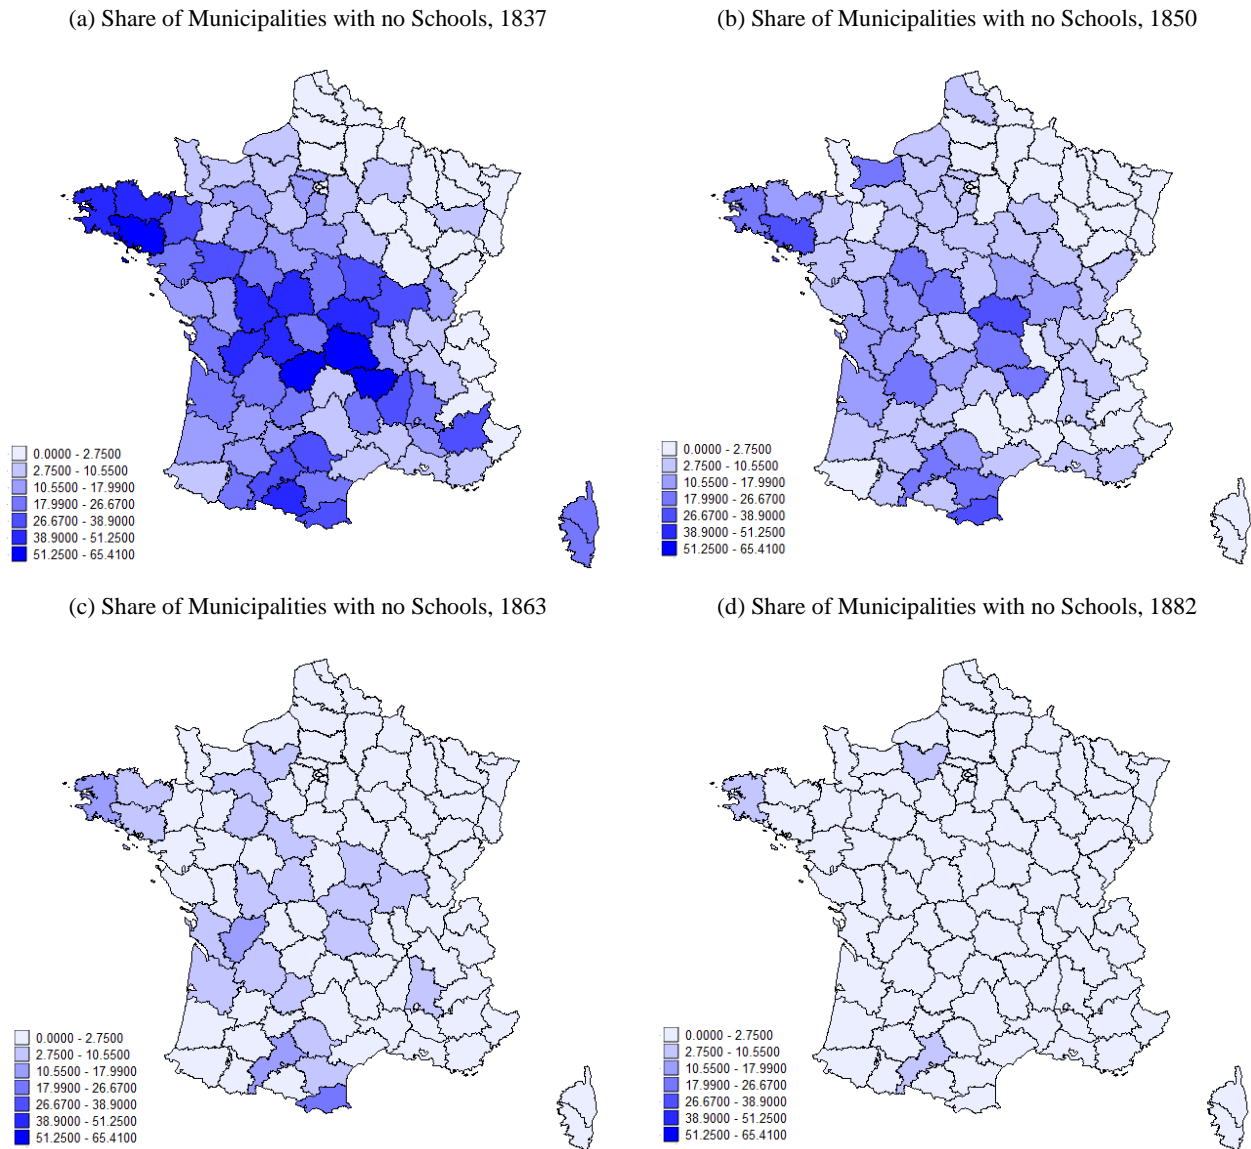 (a) Share of Municipalities with no Schools, 1837
(b) Share of Municipalities with no Schools, 1850
0.0000 - 2.7500
2.7500 - 10.5500
10.5500 - 17.9900
17.9900 - 26.6700
26.6700 - 38.9000
38.9000 - 51.2500
51.2500 - 65.4100
0.0000 - 2.7500
2.7500 - 10.5500
10.5500 - 17.9900
17.9900 - 26.6700
26.6700 - 38.9000
38.9000 - 51.2500
51.2500 - 65.4100
(c) Share of Municipalities with no Schools, 1863
(d) Share of Municipalities with no Schools, 1882
0.0000 - 2.7500
2.7500 - 10.5500
10.5500 - 17.9900
17.9900 - 26.6700
26.6700 - 38.9000
38.9000 - 51.2500
51.2500 - 65.4100
0.0000 - 2.7500
2.7500 - 10.5500
10.5500 - 17.9900
17.9900 - 26.6700
26.6700 - 38.9000
38.9000 - 51.2500
51.2500 - 65.4100